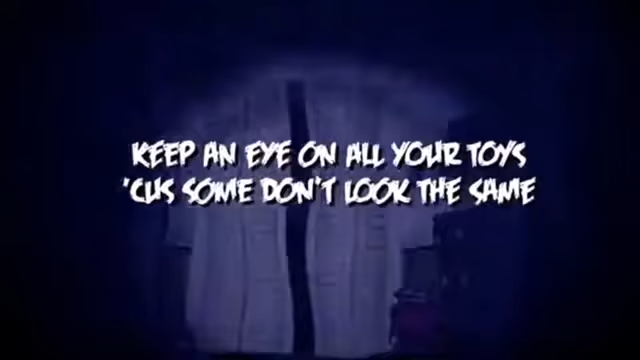 KEEP AN EYE ON ALL YOUR TOYS
'CUS SOME DON'T LOOK THE SAME